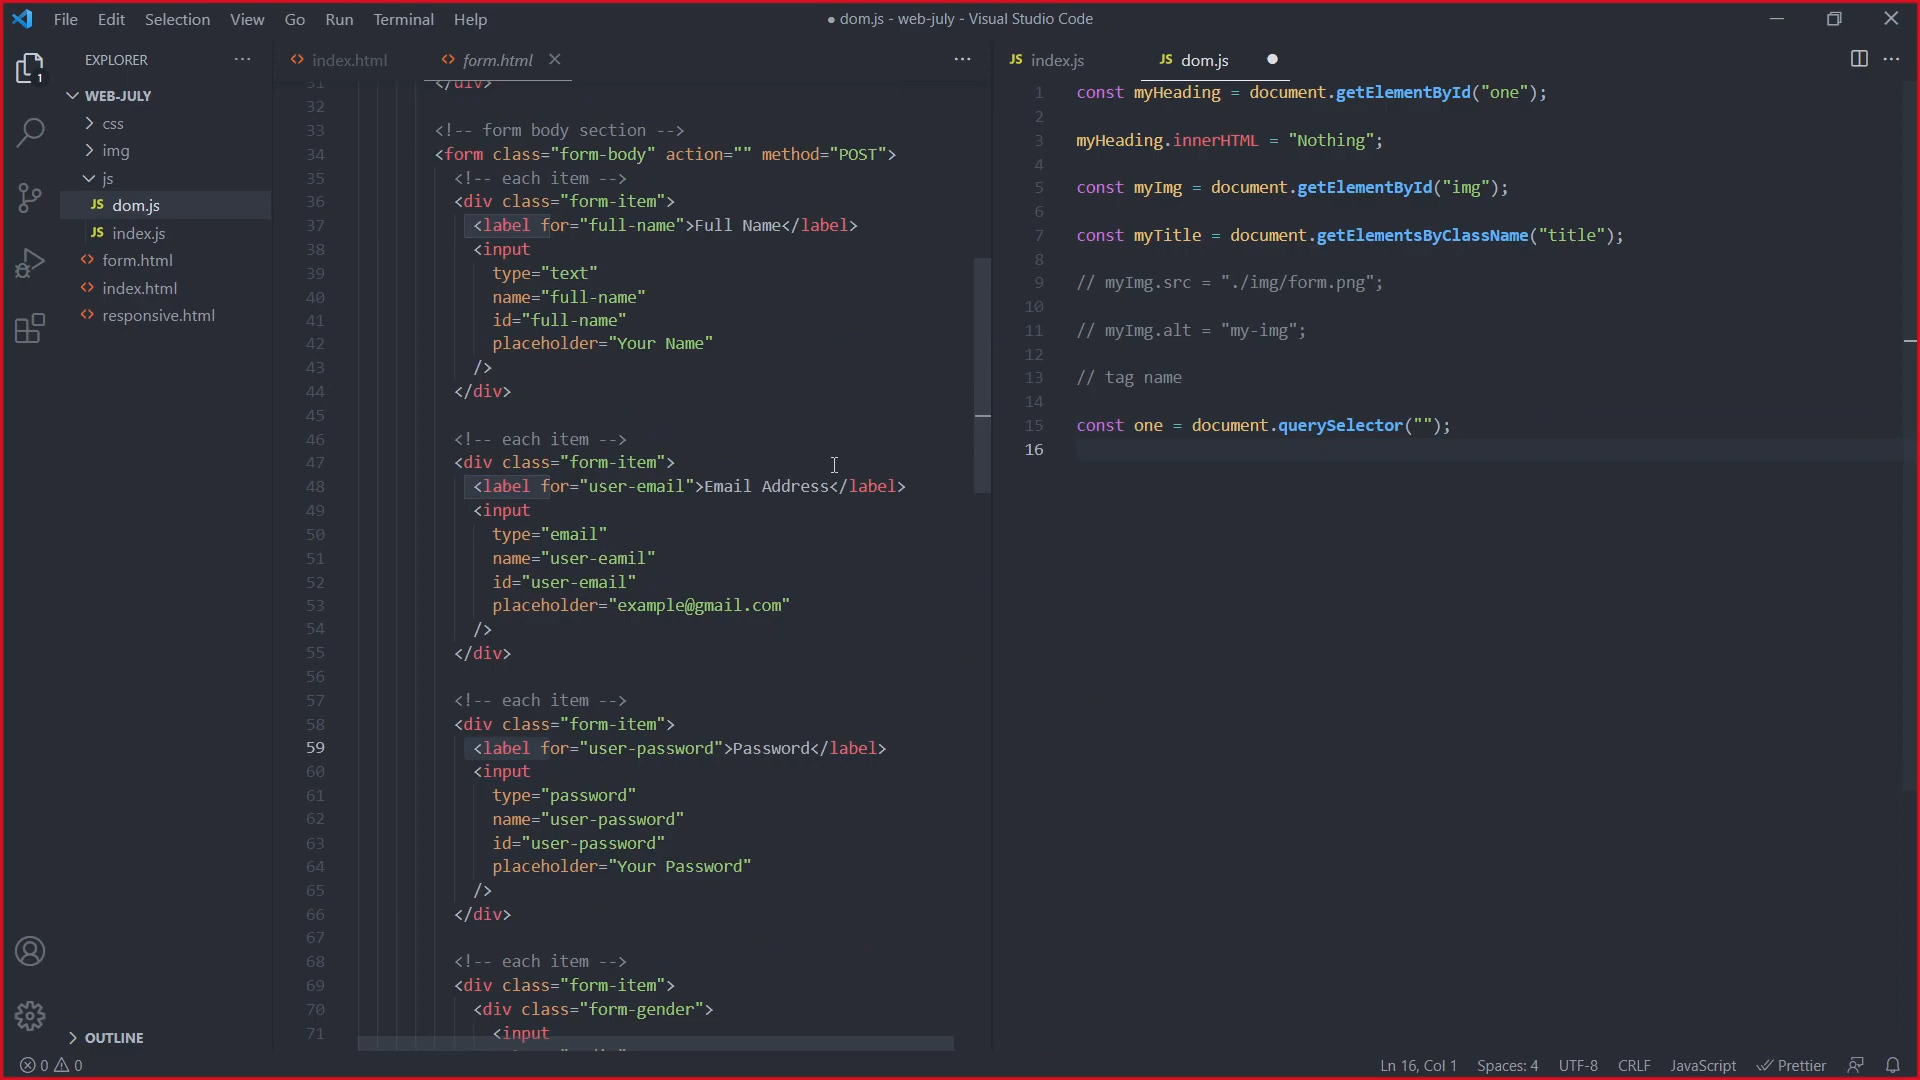 File Edit Selection View Go Run Terminal Help
● dom.js - web-july - Visual Studio Code
EXPLORER
WEB-JULY
css
img
js
JS dom.js
JS index.js
<> form.html
<> index.html
<> responsive.html
OUTLINE
1
<> index.html
<> form.html
31 </div>
32
33 <!-- form body section -->
34 <form class="form-body" action="" method="POST">
35 <!-- each item -->
36 <div class="form-item">
37 <label for="full-name">Full Name</label>
38 <input
39 type="text"
40 name="full-name"
41 id="full-name"
42 placeholder="Your Name"
43 />
44 </div>
45
46 <!-- each item -->
47 <div class="form-item">
48 <label for="user-email">Email Address</label>
49 <input
50 type="email"
51 name="user-eamil"
52 id="user-email"
53 placeholder="example@gmail.com"
54 />
55 </div>
56
57 <!-- each item -->
58 <div class="form-item">
59 <label for="user-password">Password</label>
60 <input
61 type="password"
62 name="user-password"
63 id="user-password"
64 placeholder="Your Password"
65 />
66 </div>
67
68 <!-- each item -->
69 <div class="form-item">
70 <div class="form-gender">
71 <input
JS index.js
JS dom.js
1 const myHeading = document.getElementById("one");
2
3 myHeading.innerHTML = "Nothing";
4
5 const myImg = document.getElementById("img");
6
7 const myTitle = document.getElementsByClassName("title");
8
9 // myImg.src = "./img/form.png";
10
11 // myImg.alt = "my-img";
12
13 // tag name
14
15 const one = document.querySelector("");
16
0 0
Ln 16, Col 1 Spaces: 4 UTF-8 CRLF JavaScript Prettier